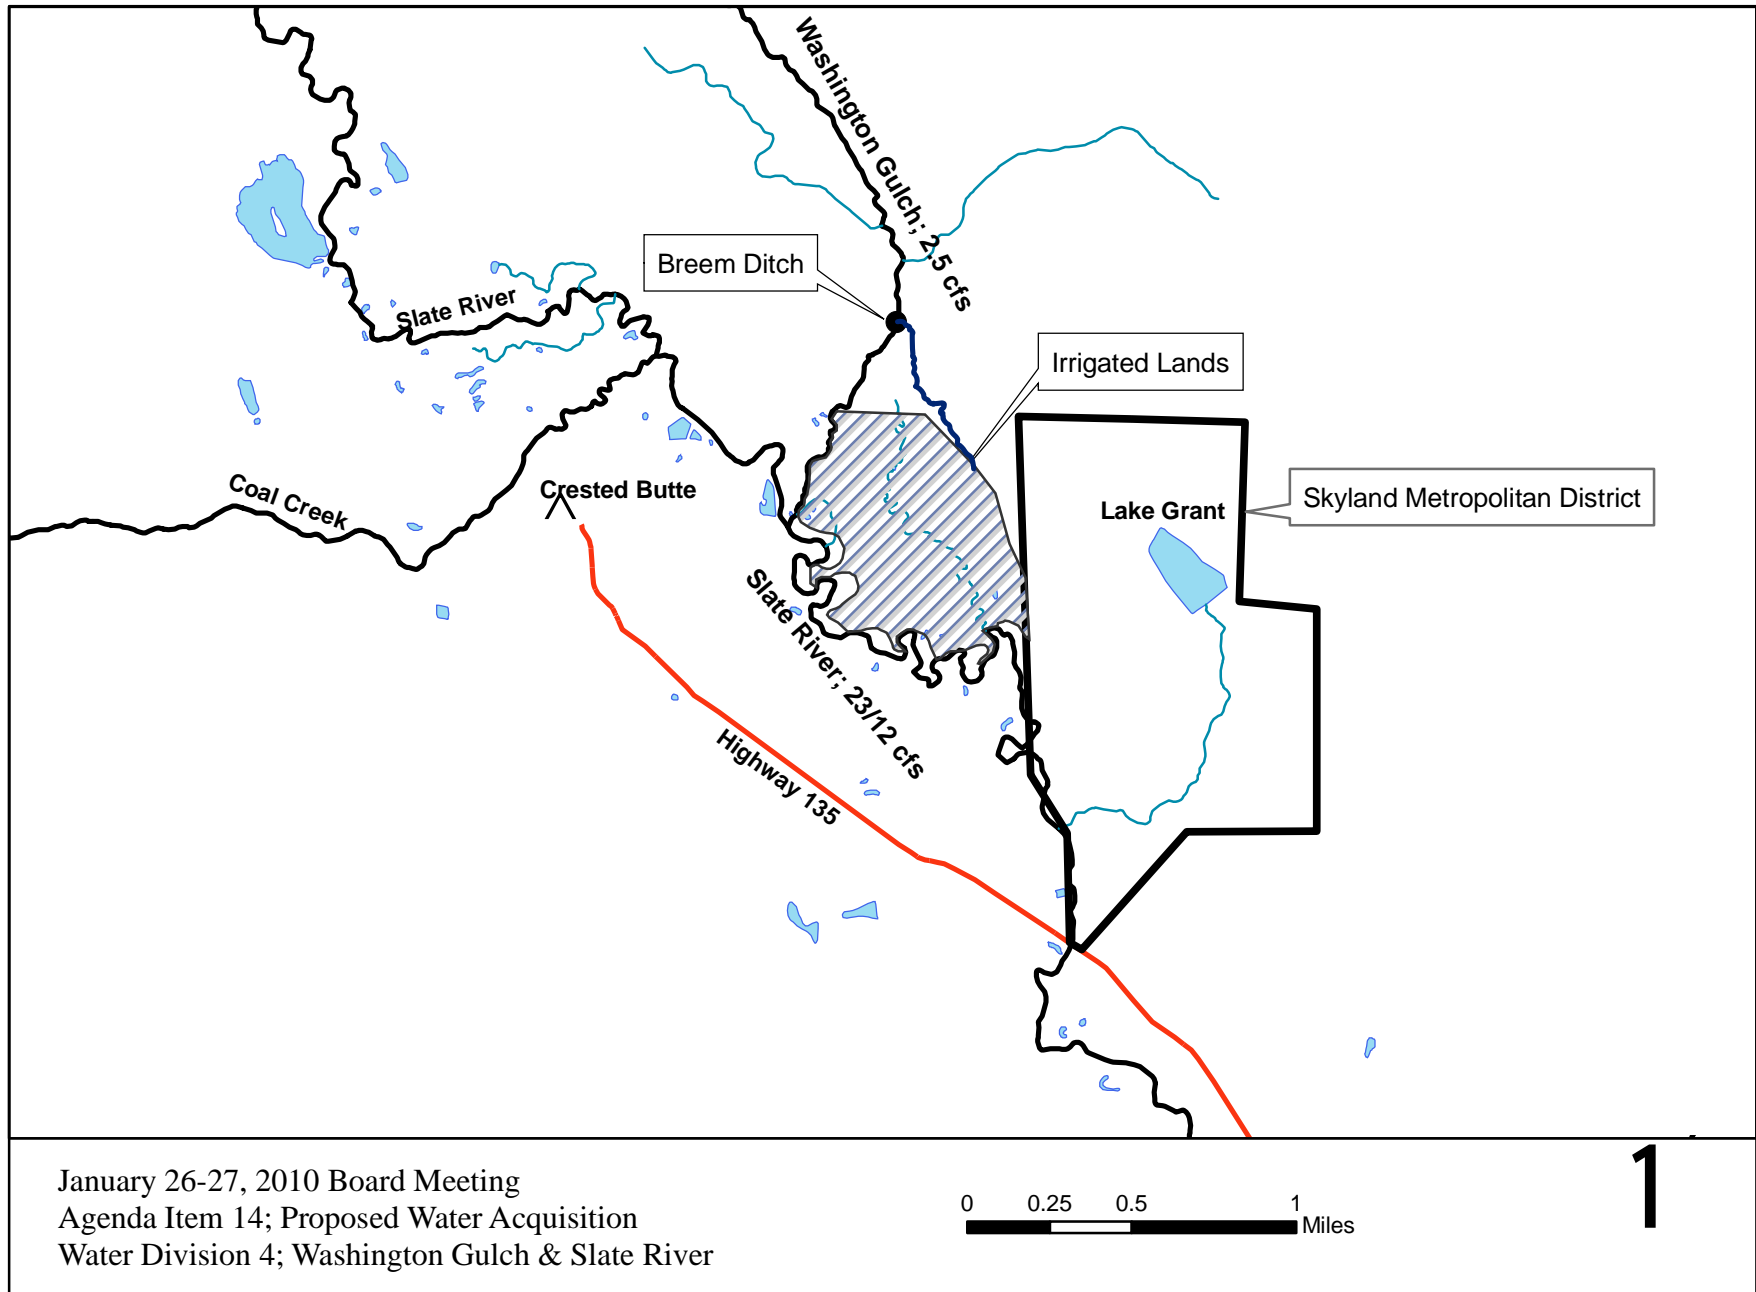 Washington Gulch; 2.5 cfs
Breem Ditch
Slate River
Irrigated Lands
Coal Creek
Crested Butte
Lake Grant
Skyland Metropolitan District
Slate River; 23/12 cfs
Highway 135
January 26-27, 2010 Board Meeting
Agenda Item 14; Proposed Water Acquisition
Water Division 4; Washington Gulch & Slate River
0 0.25 0.5 1
Miles
1